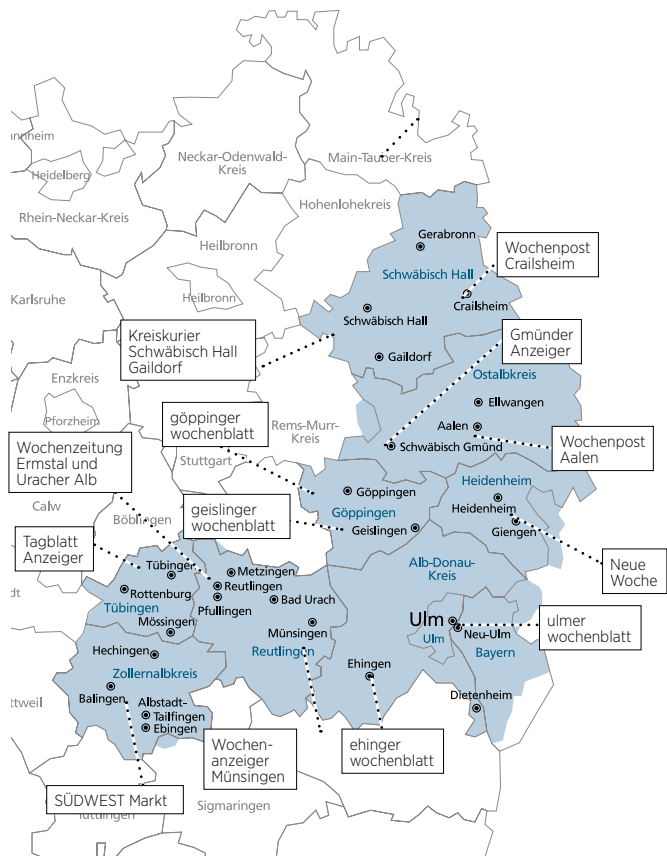 Neckar-Odenwald-
Kreis
Main-Tauber-Kreis
Heidelberg
Rhein-Neckar-Kreis
Hohenlohekreis
Gerabronn
Heilbronn
Wochenpost
Crailsheim
Schwäbisch Hall
Karlsruhe
Heilbronn
Crailsheim
Schwäbisch Hall
Kreiskurier
Schwäbisch Hall
Gaildorf
Gmünder
Anzeiger
Gaildorf
Enzkreis
Ostalbkreis
Ellwangen
Pforzheim
göppinger
wochenblatt
Rems-Murr-
Kreis
Aalen
Schwäbisch Gmünd
Wochenpost
Aalen
Wochenzeitung
Ermstal und
Uracher Alb
Stuttgart
Göppingen
Heidenheim
Calw
geislinger
wochenblatt
Göppingen
Heidenheim
Böblingen
Geislingen
Giengen
Tagblatt
Anzeiger
Alb-Donau-
Kreis
Neue
Woche
Tübingen
Metzingen
Reutlingen
Rottenburg
Bad Urach
Pfullingen
Tübingen
Mössingen
Münsingen
Ulm
Ulm
Neu-Ulm
ulmer
wochenblatt
Hechingen
Reutlingen
Bayern
Zollernalbkreis
Ehingen
Balingen
Albstadt-
Tailfingen
Ebingen
Dietenheim
Wochen-
anzeiger
Münsingen
ehinger
wochenblatt
SÜDWEST Markt
Sigmaringen